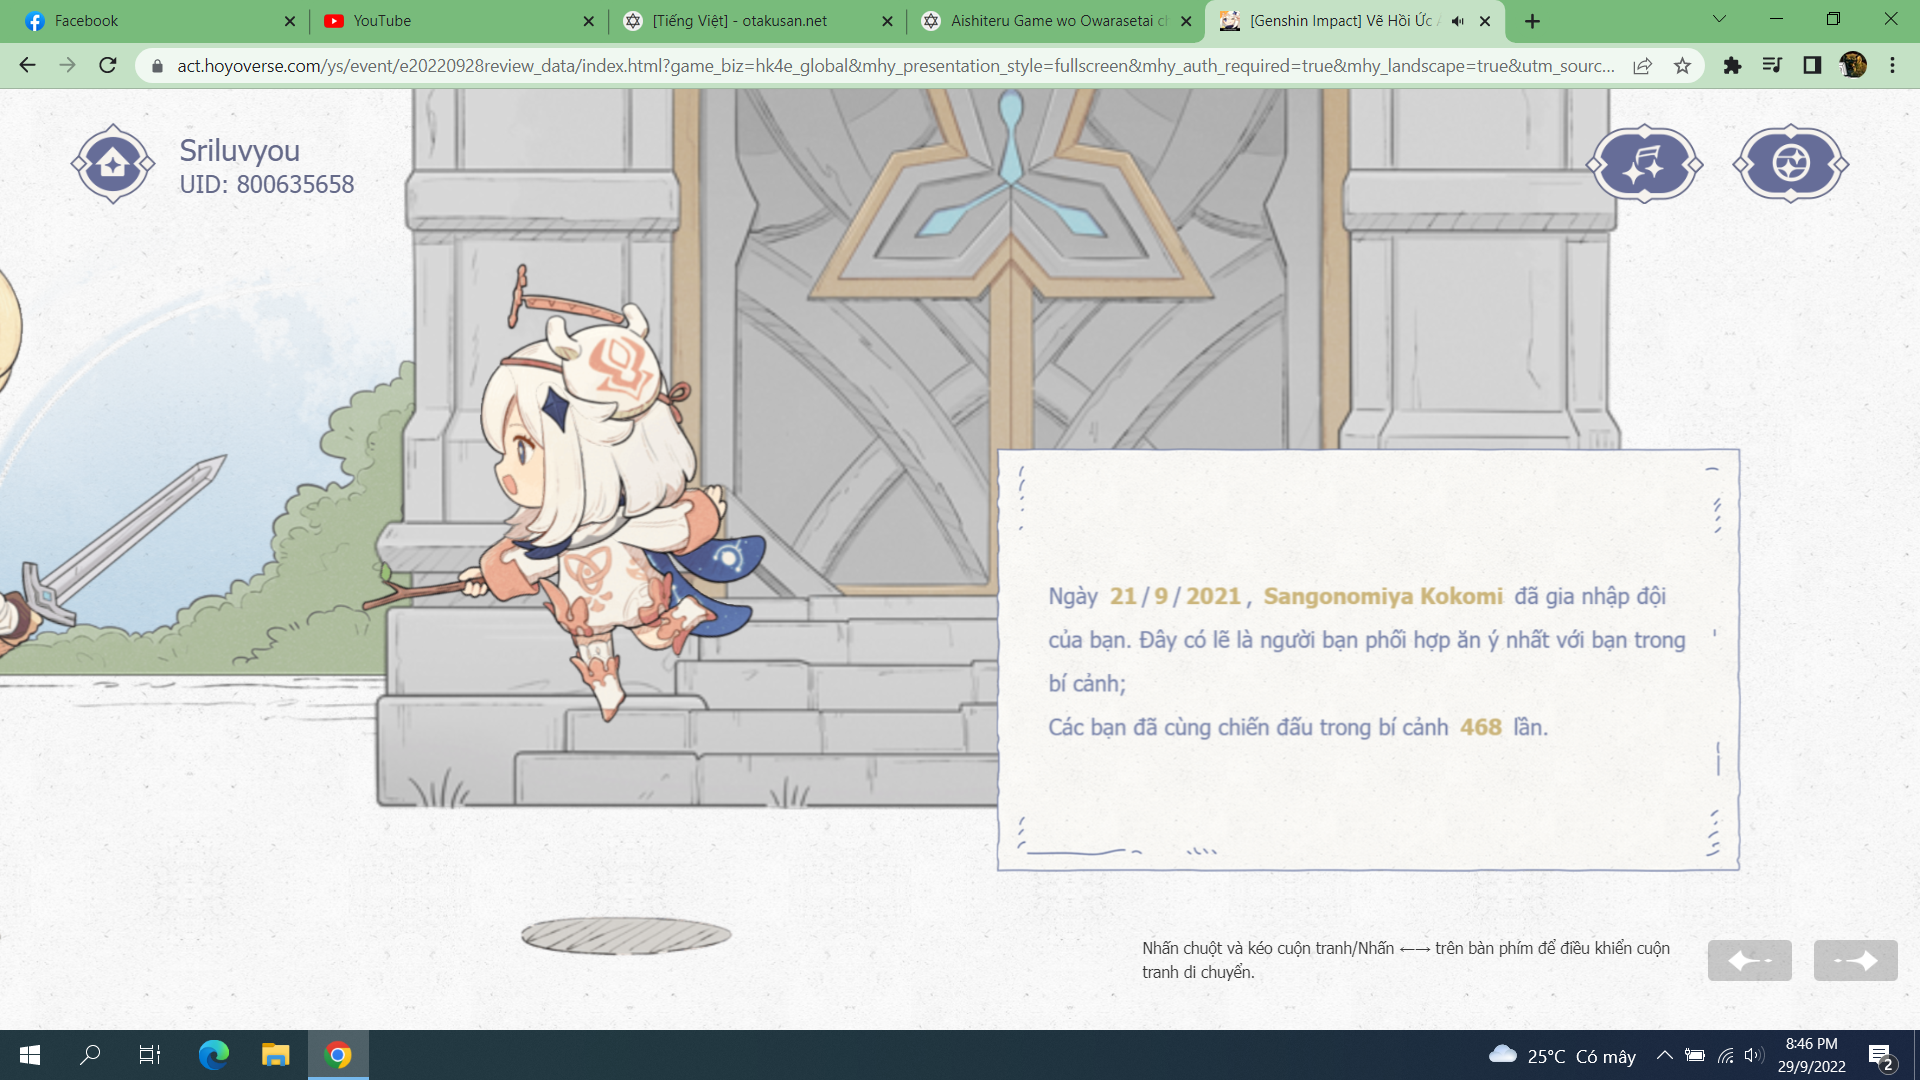 Facebook
YouTube
[Tiếng Việt] - otakusan.net
Aishiteru Game wo Owarasetai ch
[Genshin Impact] Vẽ Hồi Ức
act.hoyoverse.com/ys/event/e20220928review_data/index.html?game_biz=hk4e_global&mhy_presentation_style=fullscreen&mhy_auth_required=true&mhy_landscape=true&utm_sourc...
Sriluvyou
UID: 800635658
Ngày 21/9/2021, Sangonomiya Kokomi đã gia nhập đội
của bạn. Đây có lẽ là người bạn phối hợp ăn ý nhất với bạn trong
bí cảnh;
Các bạn đã cùng chiến đấu trong bí cảnh 468 lần.
Nhấn chuột và kéo cuộn tranh/Nhấn ←→ trên bàn phím để điều khiển cuộn
tranh di chuyển.
25°C Có mây
8:46 PM
29/9/2022
2